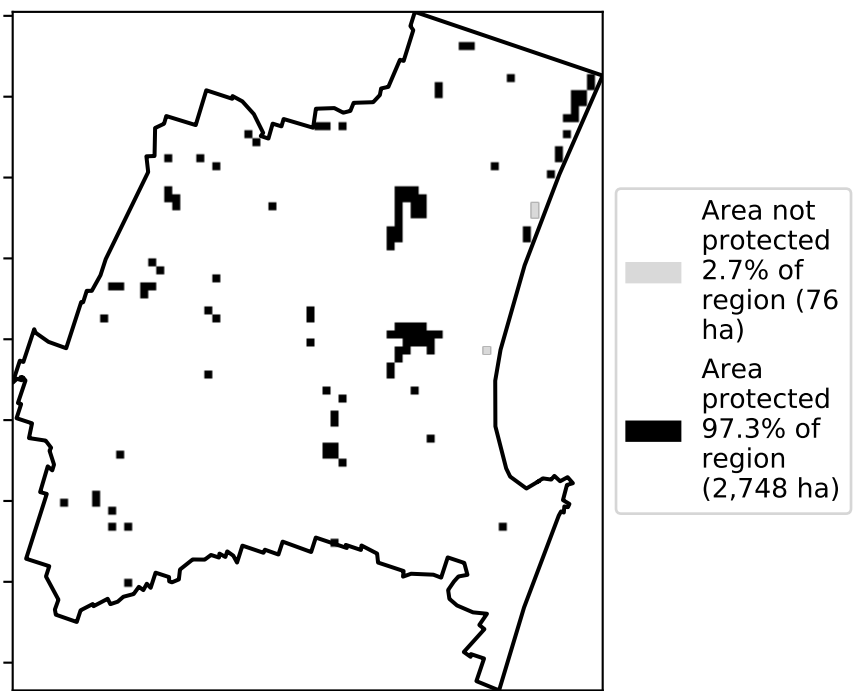 Area not
protected
2.7% of
region (76
ha)
Area
protected
97.3% of
region
(2,748 ha)